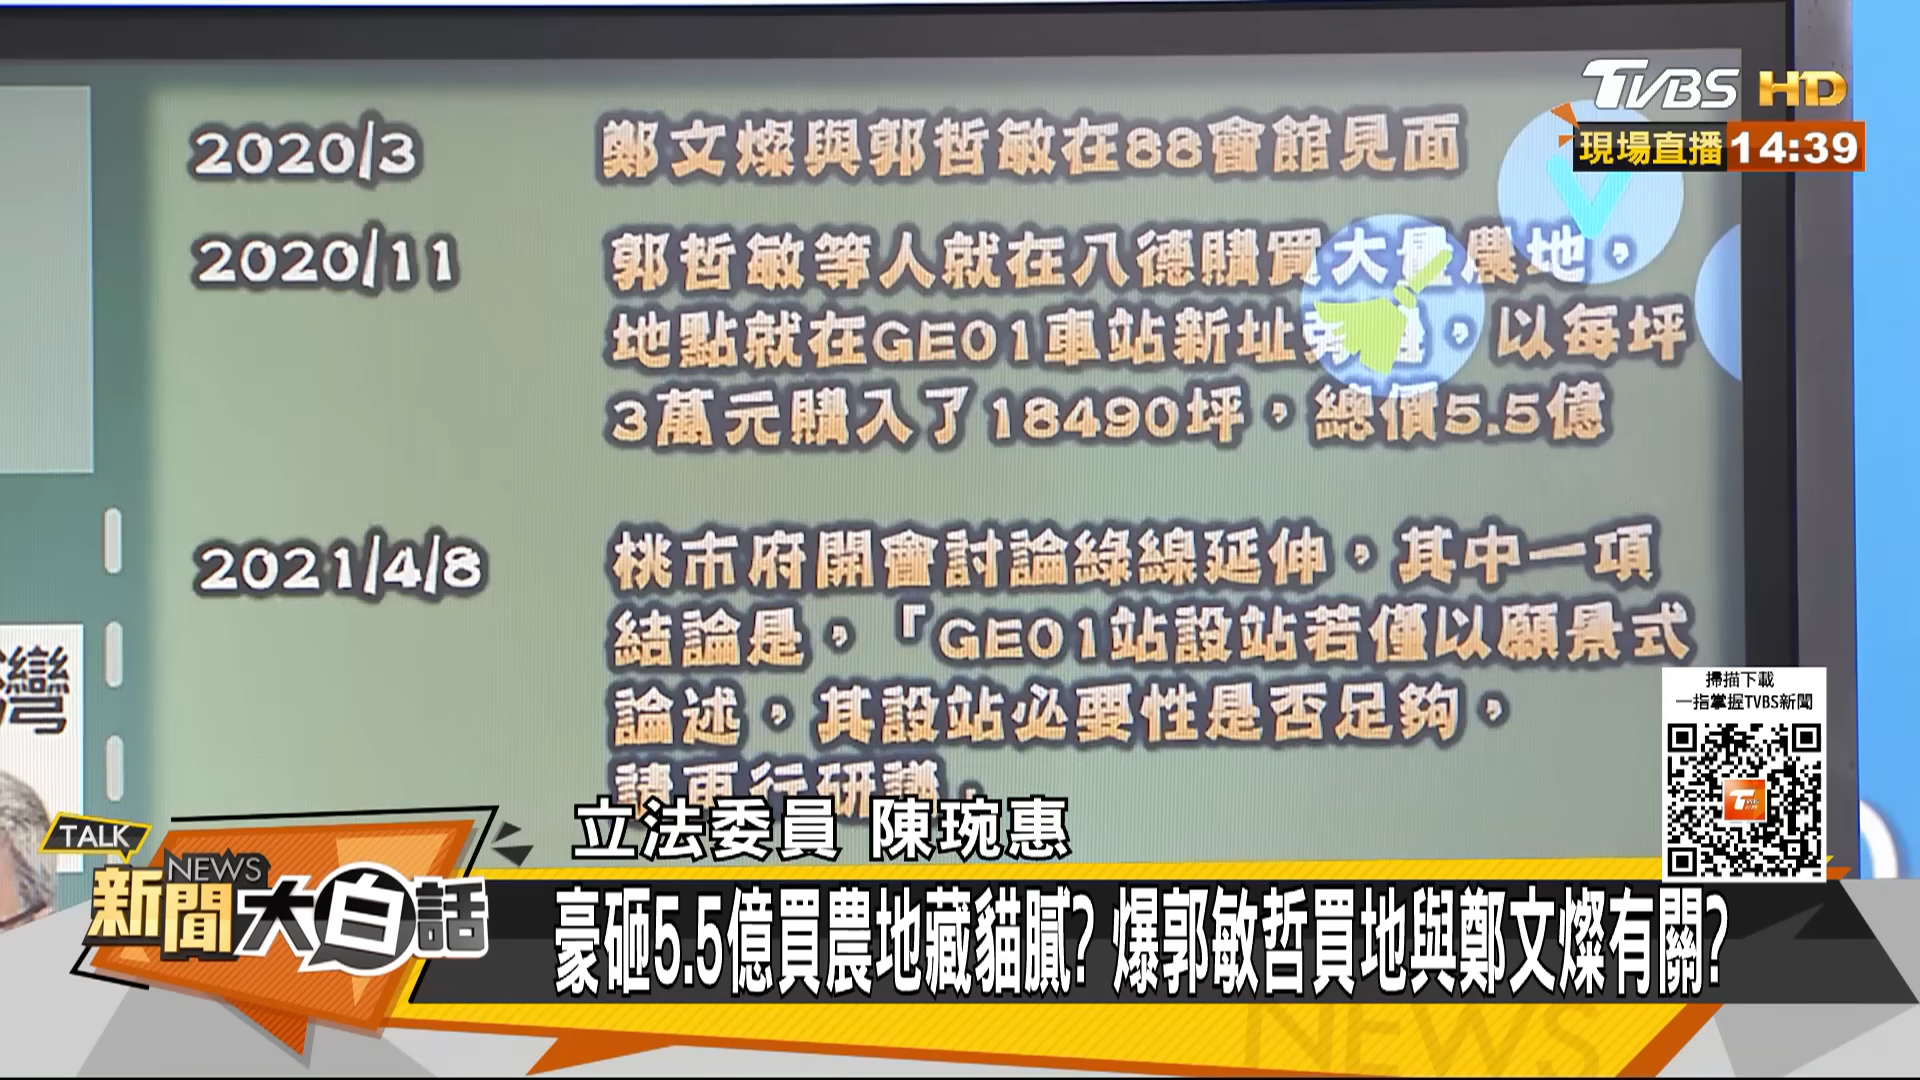 TVBS HD
現場直播 14:39
2020/3 鄭文燦與郭哲敏在88會館見面
2020/11 郭哲敏等人就在八德購買大量農地,
地點就在GE01車站新址旁邊,以每坪
3萬元購入了18490坪,總價5.5億
2021/4/8 桃市府開會討論綠線延伸,其中一項
結論是,「GE01站設站若僅以願景式
論述,其設站必要性是否足夠,
請再行研議。
灣
掃描下載
一指掌握TVBS新聞
TALK
NEWS
新聞大白話
立法委員 陳琬惠
豪砸5.5億買農地藏貓膩? 爆郭敏哲買地與鄭文燦有關?
NEWS